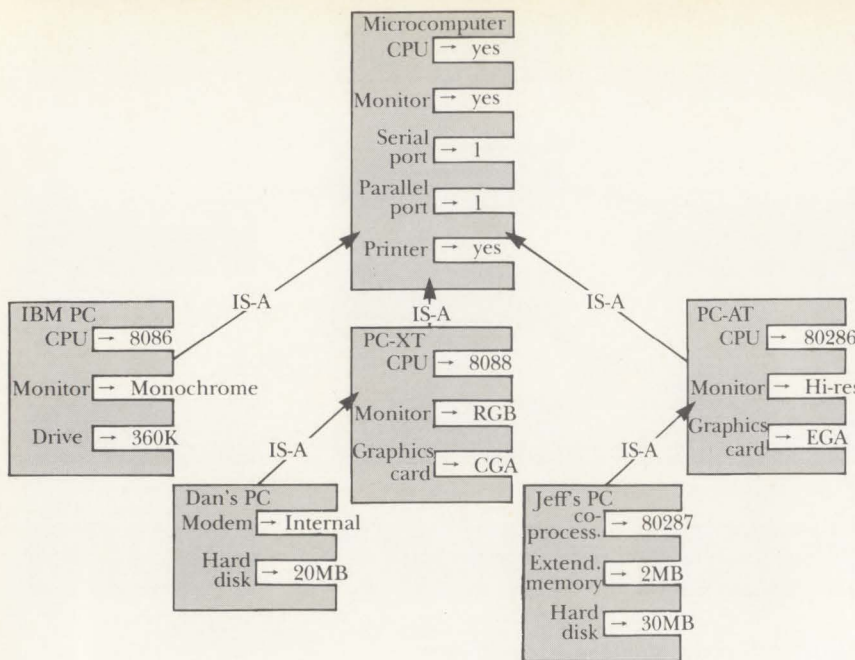 Microcomputer
CPU → yes
Monitor → yes
Serial
port → 1
Parallel
port → 1
Printer → yes
IS-A
IS-A
IS-A
IBM PC
CPU → 8086
Monitor → Monochrome
Drive → 360K
PC-XT
CPU → 8088
Monitor → RGB
Graphics
card → CGA
PC-AT
CPU → 80286
Monitor → Hi-res
Graphics
card → EGA
IS-A
IS-A
Dan's PC
Modem → Internal
Hard
disk → 20MB
Jeff's PC
co-
process. → 80287
Extend.
memory → 2MB
Hard
disk → 30MB